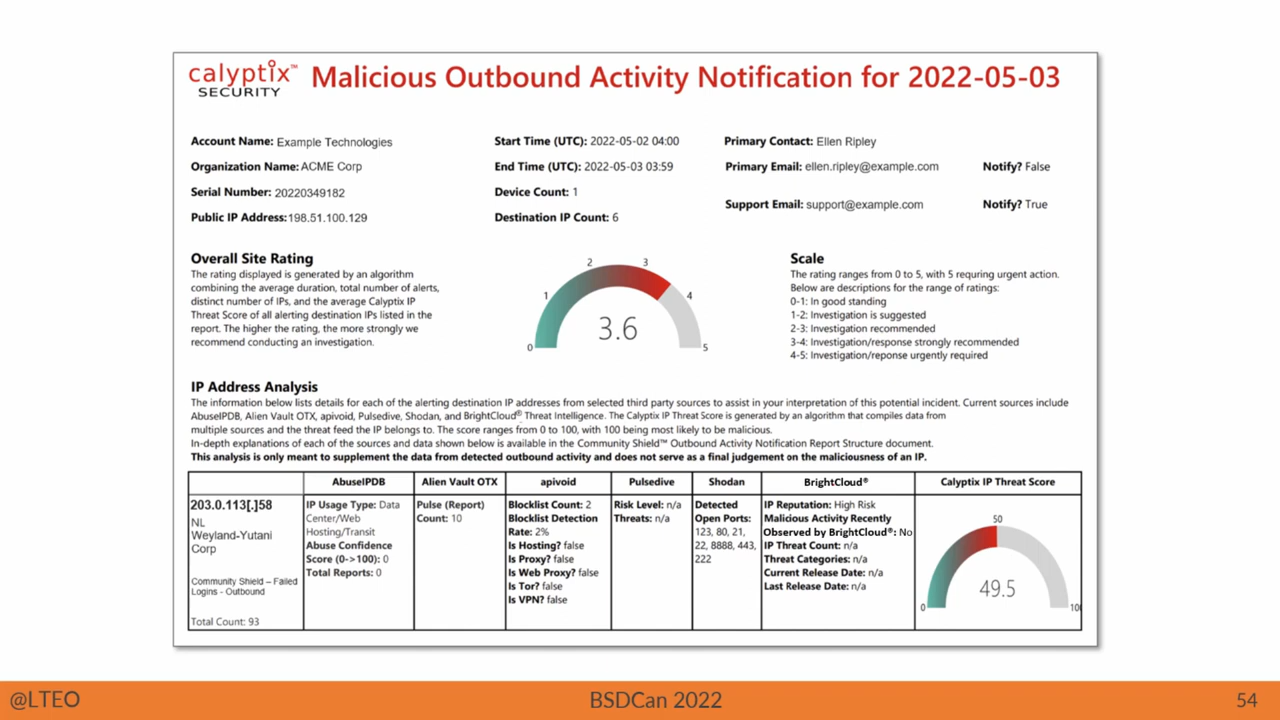 calyptix™
SECURITY
Malicious Outbound Activity Notification for 2022-05-03
Account Name: Example Technologies
Organization Name: ACME Corp
Serial Number: 20220349182
Public IP Address: 198.51.100.129
Start Time (UTC): 2022-05-02 04:00
End Time (UTC): 2022-05-03 03:59
Device Count: 1
Destination IP Count: 6
Primary Contact: Ellen Ripley
Primary Email: ellen.ripley@example.com Notify? False
Support Email: support@example.com Notify? True
Overall Site Rating
The rating displayed is generated by an algorithm
combining the average duration, total number of alerts,
distinct number of IPs, and the average Calyptix IP
Threat Score of all alerting destination IPs listed in the
report. The higher the rating, the more strongly we
recommend conducting an investigation.
0
1
2
3
4
5
3.6
Scale
The rating ranges from 0 to 5, with 5 requring urgent action.
Below are descriptions for the range of ratings:
0-1: In good standing
1-2: Investigation is suggested
2-3: Investigation recommended
3-4: Investigation/response strongly recommended
4-5: Investigation/reponse urgently required
IP Address Analysis
The information below lists details for each of the alerting destination IP addresses from selected third party sources to assist in your interpretation of this potential incident. Current sources include
AbuseIPDB, Alien Vault OTX, apivoid, Pulsedive, Shodan, and BrightCloud® Threat Intelligence. The Calyptix IP Threat Score is generated by an algorithm that compiles data from
multiple sources and the threat feed the IP belongs to. The score ranges from 0 to 100, with 100 being most likely to be malicious.
In-depth explanations of each of the sources and data shown below is available in the Community Shield™ Outbound Activity Notification Report Structure document.
This analysis is only meant to supplement the data from detected outbound activity and does not serve as a final judgement on the maliciousness of an IP.
AbuseIPDB
Alien Vault OTX
apivoid
Pulsedive
Shodan
BrightCloud®
Calyptix IP Threat Score
203.0.113[.]58
NL
Weyland-Yutani
Corp
Community Shield – Failed
Logins - Outbound
Total Count: 93
IP Usage Type: Data
Center/Web
Hosting/Transit
Abuse Confidence
Score (0->100): 0
Total Reports: 0
Pulse (Report)
Count: 10
Blocklist Count: 2
Blocklist Detection
Rate: 2%
Is Hosting? false
Is Proxy? false
Is Web Proxy? false
Is Tor? false
Is VPN? false
Risk Level: n/a
Threats: n/a
Detected
Open Ports:
123, 80, 21,
22, 8888, 443,
222
IP Reputation: High Risk
Malicious Activity Recently
Observed by BrightCloud®: No
IP Threat Count: n/a
Threat Categories: n/a
Current Release Date: n/a
Last Release Date: n/a
0
50
10
49.5
@LTEO
BSDCan 2022
54